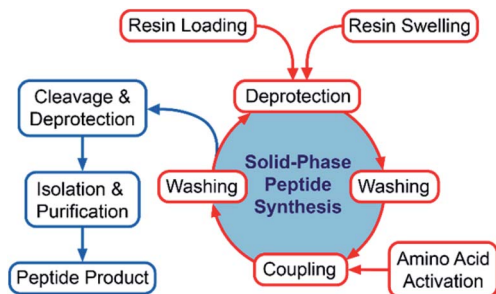 Resin Loading
Resin Swelling
Cleavage &
Deprotection
Deprotection
Isolation &
Purification
Washing
Solid-Phase
Peptide
Synthesis
Washing
Peptide Product
Coupling
Amino Acid
Activation